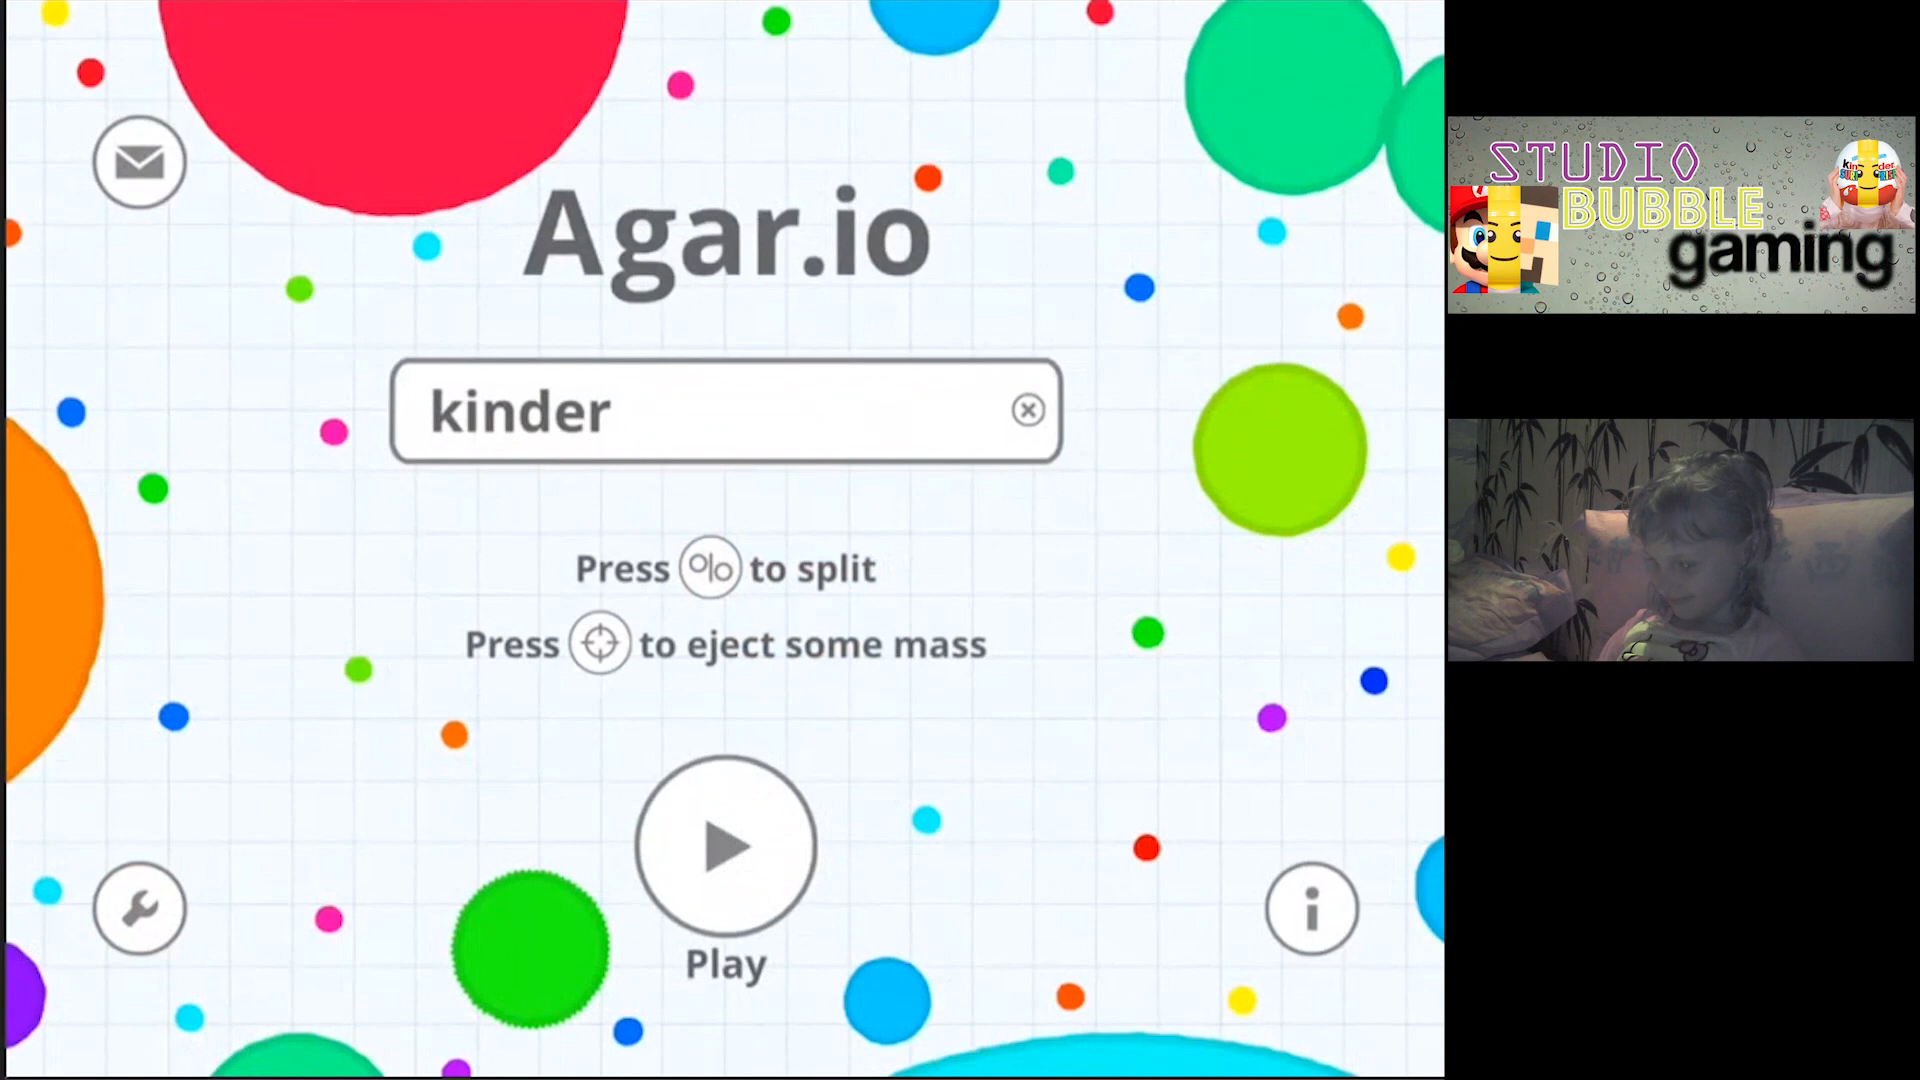 Agar.io
kinder
Press to split
Press to eject some mass
Play
STUDIO
BUBBLE
gaming